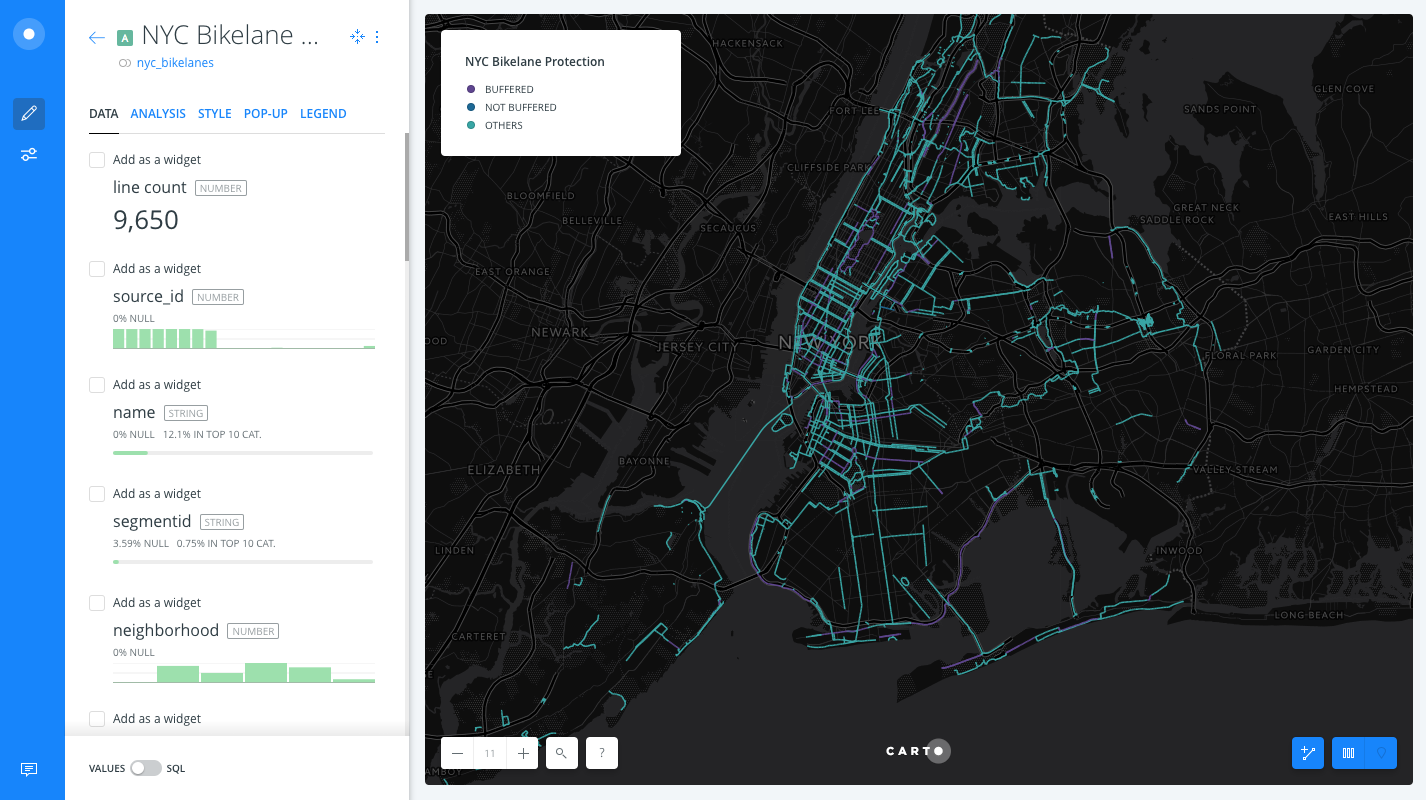 A NYC Bikelane ...
nyc_bikelanes
DATA ANALYSIS STYLE POP-UP LEGEND
Add as a widget
line count NUMBER
9,650
Add as a widget
source_id NUMBER
0% NULL
Add as a widget
name STRING
0% NULL 12.1% IN TOP 10 CAT.
Add as a widget
segmentid STRING
3.59% NULL 0.75% IN TOP 10 CAT.
Add as a widget
neighborhood NUMBER
0% NULL
Add as a widget
VALUES SQL
NYC Bikelane Protection
BUFFERED
NOT BUFFERED
OTHERS
HACKENSACK
GLEN COVE
FORT LEE
SANDS POINT
CLIFFSIDE PARK
BLOOMFIELD
GREAT NECK
BELLEVILLE
SADDLE ROCK
EAST HILLS
SECAUCUS
EAST ORANGE
NEWARK
OOD
JERSEY CITY
NEW YORK
FLORAL PARK
GARDEN CITY
HEMPSTEAD
BAYONNE
ELIZABETH
VALLEY STREAM
LINDEN
INWOOD
LONG BEACH
CARTERET
AMBOY
11
?
CARTO